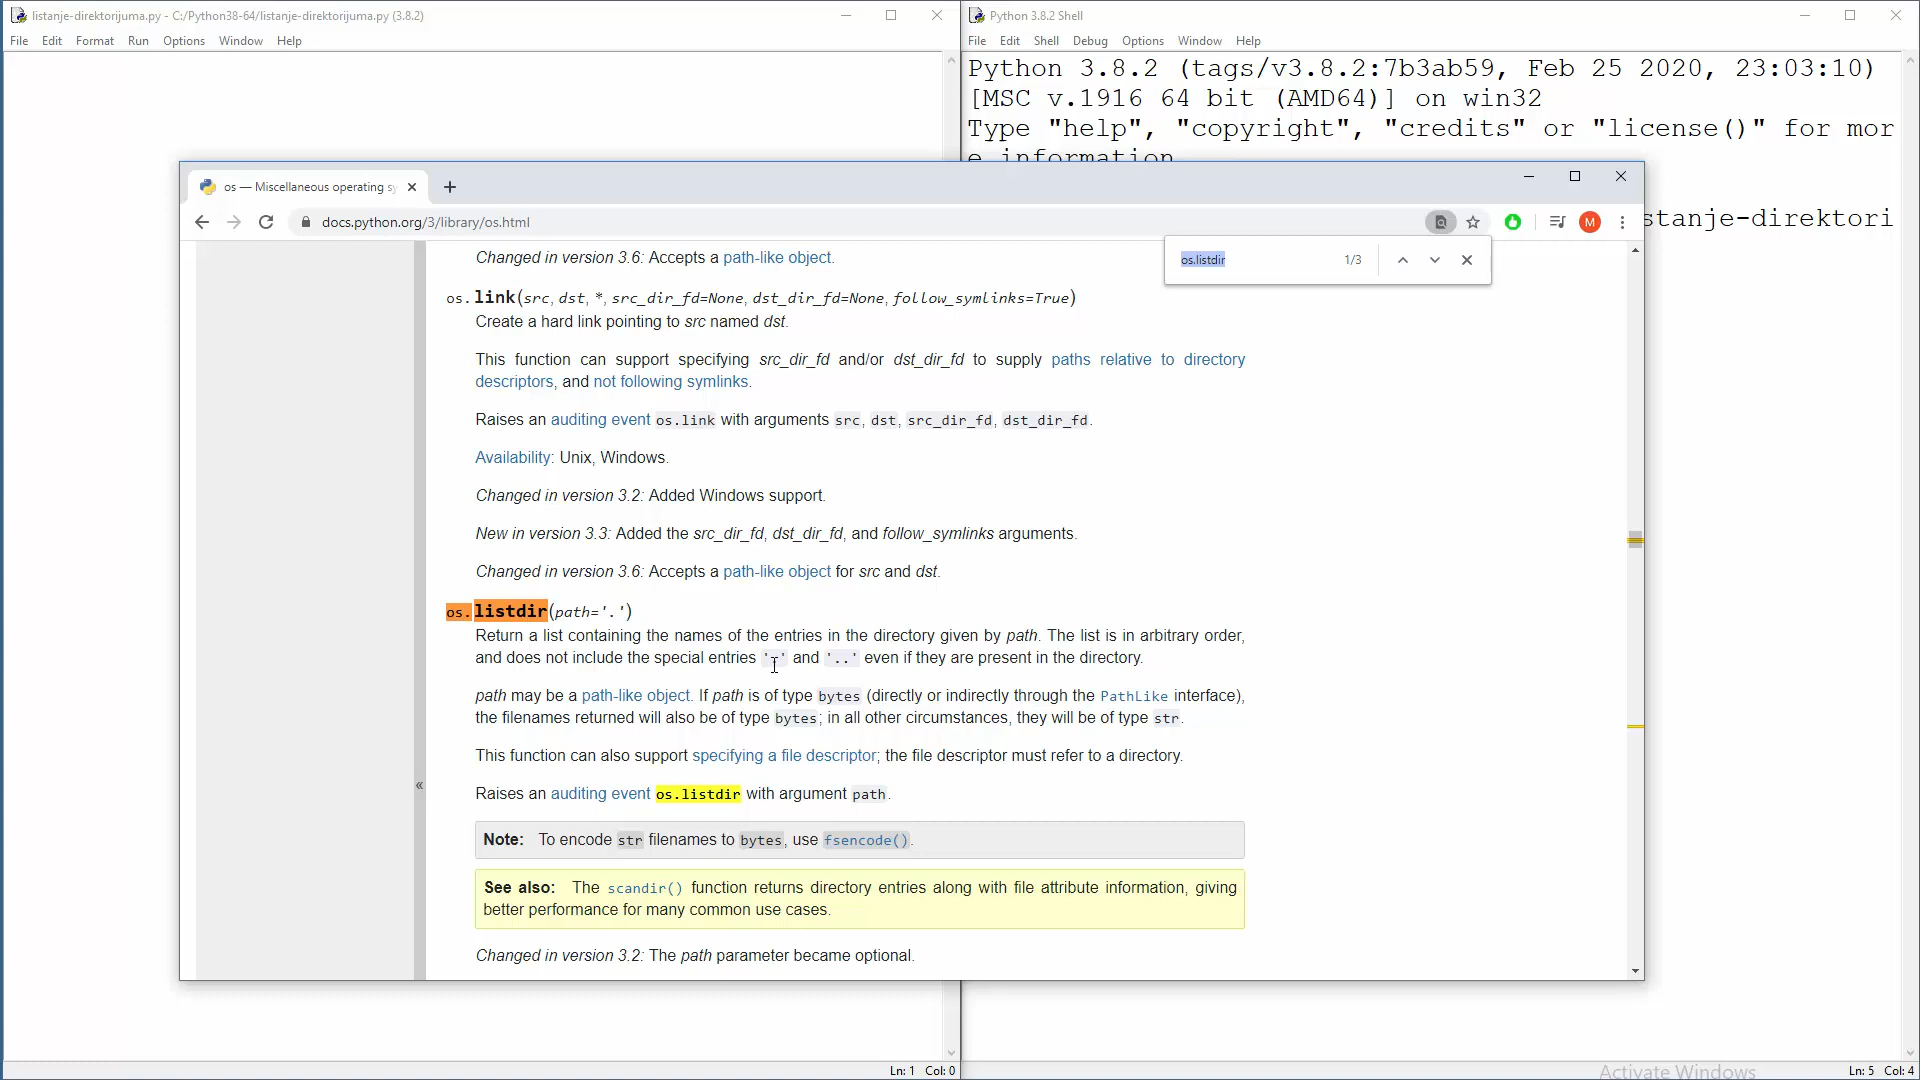 listanje-direktorijuma.py - C:/Python38-64/listanje-direktorijuma.py (3.8.2)
File Edit Format Run Options Window Help
Python 3.8.2 Shell
File Edit Shell Debug Options Window Help
Python 3.8.2 (tags/v3.8.2:7b3ab59, Feb 25 2020, 23:03:10)
[MSC v.1916 64 bit (AMD64)] on win32
Type "help", "copyright", "credits" or "license()" for mor
e information
stanje-direktori
os — Miscellaneous operating sy
docs.python.org/3/library/os.html
os.listdir 1/3
Changed in version 3.6: Accepts a path-like object.
os.link(src, dst, *, src_dir_fd=None, dst_dir_fd=None, follow_symlinks=True)
Create a hard link pointing to src named dst.
This function can support specifying src_dir_fd and/or dst_dir_fd to supply paths relative to directory
descriptors, and not following symlinks.
Raises an auditing event os.link with arguments src, dst, src_dir_fd, dst_dir_fd.
Availability: Unix, Windows.
Changed in version 3.2: Added Windows support.
New in version 3.3: Added the src_dir_fd, dst_dir_fd, and follow_symlinks arguments.
Changed in version 3.6: Accepts a path-like object for src and dst.
os.listdir(path='.')
Return a list containing the names of the entries in the directory given by path. The list is in arbitrary order,
and does not include the special entries '.' and '..' even if they are present in the directory.
path may be a path-like object. If path is of type bytes (directly or indirectly through the PathLike interface),
the filenames returned will also be of type bytes; in all other circumstances, they will be of type str.
This function can also support specifying a file descriptor; the file descriptor must refer to a directory.
«
Raises an auditing event os.listdir with argument path.
Note: To encode str filenames to bytes, use fsencode().
See also: The scandir() function returns directory entries along with file attribute information, giving
better performance for many common use cases.
Changed in version 3.2: The path parameter became optional.
M
Ln: 1 Col: 0
Activate Windows
Ln: 5 Col: 4